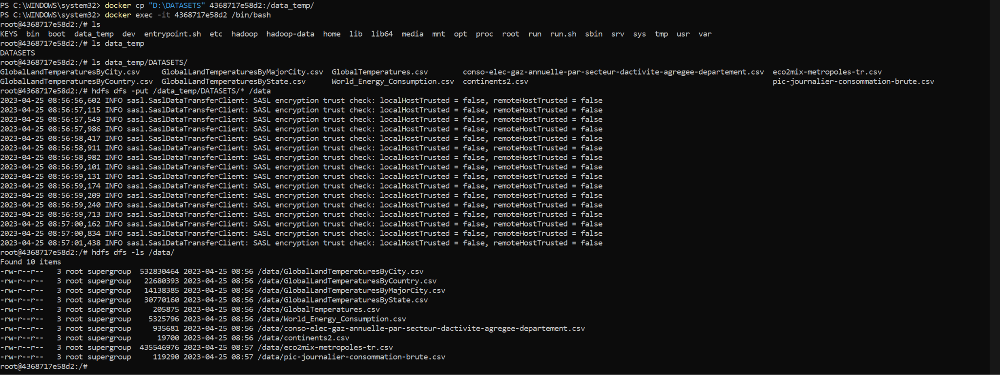 PS C:\WINDOWS\system32> docker cp "D:\DATASETS" 4368717e58d2:/data_temp/
PS C:\WINDOWS\system32> docker exec -it 4368717e58d2 /bin/bash
root@4368717e58d2:/# ls
KEYS  bin  boot  data_temp  dev  entrypoint.sh  etc  hadoop  hadoop-data  home  lib  lib64  media  mnt  opt  proc  root  run  run.sh  sbin  srv  sys  tmp  usr  var
root@4368717e58d2:/# ls data_temp
DATASETS
root@4368717e58d2:/# ls data_temp/DATASETS/
GlobalLandTemperaturesByCity.csv     GlobalLandTemperaturesByMajorCity.csv  GlobalTemperatures.csv        conso-elec-gaz-annuelle-par-secteur-dactivite-agregee-departement.csv  eco2mix-metropoles-tr.csv
GlobalLandTemperaturesByCountry.csv  GlobalLandTemperaturesByState.csv      World_Energy_Consumption.csv  continents2.csv                                                        pic-journalier-consommation-brute.csv
root@4368717e58d2:/# hdfs dfs -put /data_temp/DATASETS/* /data
2023-04-25 08:56:56,602 INFO sasl.SaslDataTransferClient: SASL encryption trust check: localHostTrusted = false, remoteHostTrusted = false
2023-04-25 08:56:57,115 INFO sasl.SaslDataTransferClient: SASL encryption trust check: localHostTrusted = false, remoteHostTrusted = false
2023-04-25 08:56:57,549 INFO sasl.SaslDataTransferClient: SASL encryption trust check: localHostTrusted = false, remoteHostTrusted = false
2023-04-25 08:56:57,986 INFO sasl.SaslDataTransferClient: SASL encryption trust check: localHostTrusted = false, remoteHostTrusted = false
2023-04-25 08:56:58,417 INFO sasl.SaslDataTransferClient: SASL encryption trust check: localHostTrusted = false, remoteHostTrusted = false
2023-04-25 08:56:58,911 INFO sasl.SaslDataTransferClient: SASL encryption trust check: localHostTrusted = false, remoteHostTrusted = false
2023-04-25 08:56:58,982 INFO sasl.SaslDataTransferClient: SASL encryption trust check: localHostTrusted = false, remoteHostTrusted = false
2023-04-25 08:56:59,101 INFO sasl.SaslDataTransferClient: SASL encryption trust check: localHostTrusted = false, remoteHostTrusted = false
2023-04-25 08:56:59,131 INFO sasl.SaslDataTransferClient: SASL encryption trust check: localHostTrusted = false, remoteHostTrusted = false
2023-04-25 08:56:59,174 INFO sasl.SaslDataTransferClient: SASL encryption trust check: localHostTrusted = false, remoteHostTrusted = false
2023-04-25 08:56:59,209 INFO sasl.SaslDataTransferClient: SASL encryption trust check: localHostTrusted = false, remoteHostTrusted = false
2023-04-25 08:56:59,240 INFO sasl.SaslDataTransferClient: SASL encryption trust check: localHostTrusted = false, remoteHostTrusted = false
2023-04-25 08:56:59,713 INFO sasl.SaslDataTransferClient: SASL encryption trust check: localHostTrusted = false, remoteHostTrusted = false
2023-04-25 08:57:00,162 INFO sasl.SaslDataTransferClient: SASL encryption trust check: localHostTrusted = false, remoteHostTrusted = false
2023-04-25 08:57:00,834 INFO sasl.SaslDataTransferClient: SASL encryption trust check: localHostTrusted = false, remoteHostTrusted = false
2023-04-25 08:57:01,438 INFO sasl.SaslDataTransferClient: SASL encryption trust check: localHostTrusted = false, remoteHostTrusted = false
root@4368717e58d2:/# hdfs dfs -ls /data/
Found 10 items
-rw-r--r--   3 root supergroup  532830464 2023-04-25 08:56 /data/GlobalLandTemperaturesByCity.csv
-rw-r--r--   3 root supergroup   22680393 2023-04-25 08:56 /data/GlobalLandTemperaturesByCountry.csv
-rw-r--r--   3 root supergroup   14138385 2023-04-25 08:56 /data/GlobalLandTemperaturesByMajorCity.csv
-rw-r--r--   3 root supergroup   30770160 2023-04-25 08:56 /data/GlobalLandTemperaturesByState.csv
-rw-r--r--   3 root supergroup     205875 2023-04-25 08:56 /data/GlobalTemperatures.csv
-rw-r--r--   3 root supergroup    5325796 2023-04-25 08:56 /data/World_Energy_Consumption.csv
-rw-r--r--   3 root supergroup     935681 2023-04-25 08:56 /data/conso-elec-gaz-annuelle-par-secteur-dactivite-agregee-departement.csv
-rw-r--r--   3 root supergroup      19700 2023-04-25 08:56 /data/continents2.csv
-rw-r--r--   3 root supergroup  435546976 2023-04-25 08:57 /data/eco2mix-metropoles-tr.csv
-rw-r--r--   3 root supergroup     119290 2023-04-25 08:57 /data/pic-journalier-consommation-brute.csv
root@4368717e58d2:/#